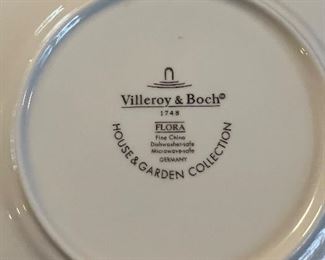 Villeroy & Boch®
1748
FLORA
Fine China
Dishwasher-safe
Microwave-safe
GERMANY
HOUSE & GARDEN COLLECTION